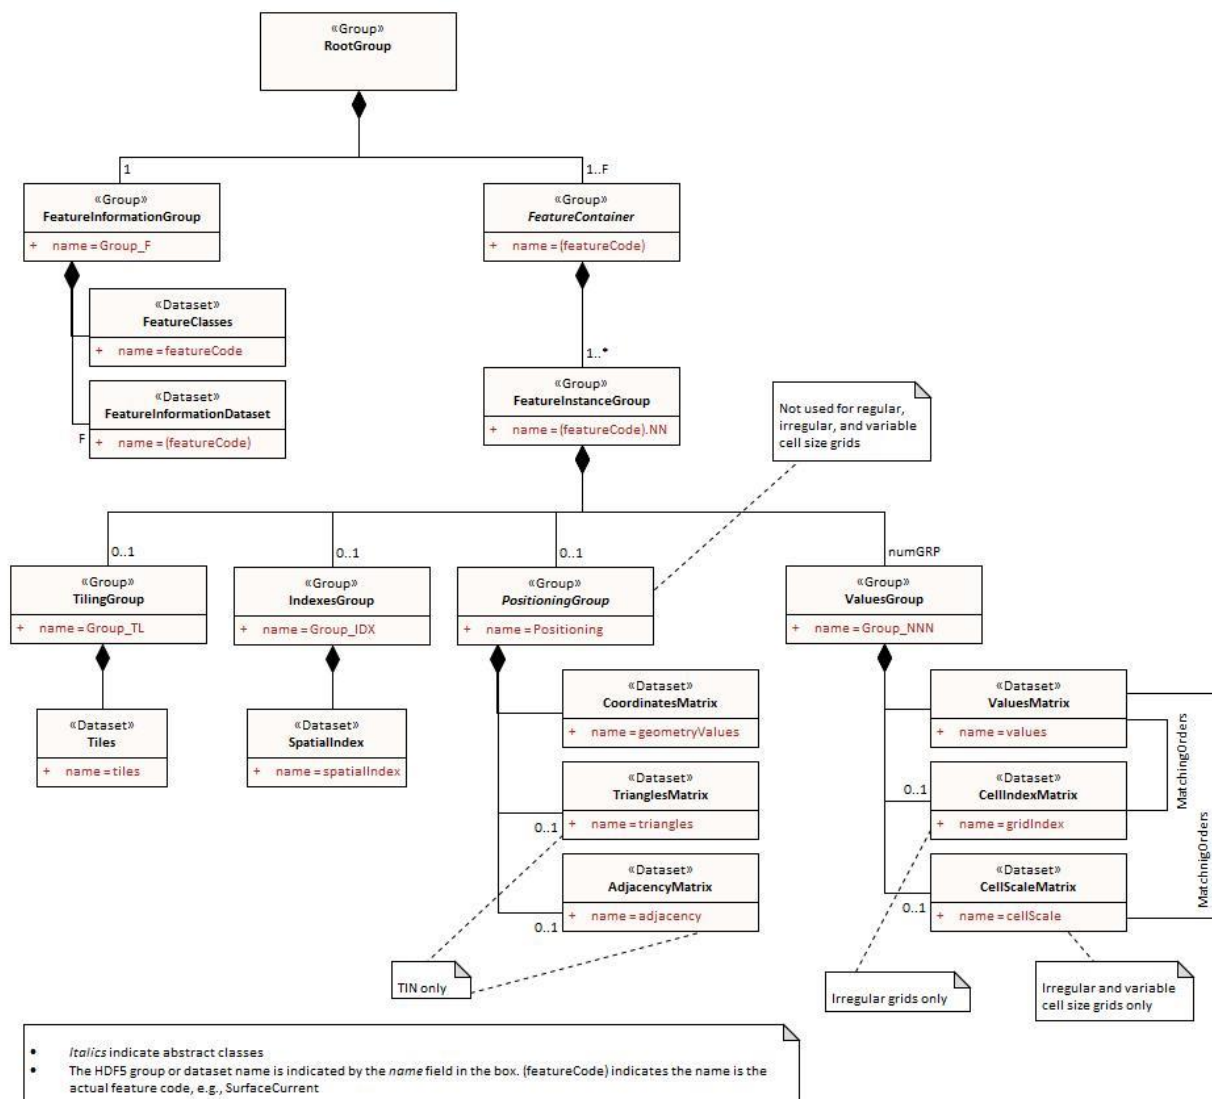 «Group»
RootGroup
1
1..F
«Group»
FeatureInformationGroup
+ name = Group_F
«Group»
FeatureContainer
+ name = (featureCode)
«Dataset»
FeatureClasses
+ name = featureCode
«Dataset»
FeatureInformationDataset
+ name = (featureCode)
F
1..*
«Group»
FeatureInstanceGroup
+ name = (featureCode).NN
Not used for regular,
irregular, and variable
cell size grids
0..1
0..1
0..1
numGRP
«Group»
TilingGroup
+ name = Group_TL
«Group»
IndexesGroup
+ name = Group_IDX
«Group»
PositioningGroup
+ name = Positioning
«Group»
ValuesGroup
+ name = Group_NNN
«Dataset»
Tiles
+ name = tiles
«Dataset»
SpatialIndex
+ name = spatialIndex
«Dataset»
CoordinatesMatrix
+ name = geometryValues
«Dataset»
TrianglesMatrix
+ name = triangles
0..1
«Dataset»
AdjacencyMatrix
+ name = adjacency
0..1
«Dataset»
ValuesMatrix
+ name = values
«Dataset»
CellIndexMatrix
+ name = gridIndex
0..1
«Dataset»
CellScaleMatrix
+ name = cellScale
0..1
MatchingOrders
MatchnigOrders
TIN only
Irregular grids only
Irregular and variable
cell size grids only
• Italics indicate abstract classes
• The HDF5 group or dataset name is indicated by the name field in the box. (featureCode) indicates the name is the
actual feature code, e.g., SurfaceCurrent